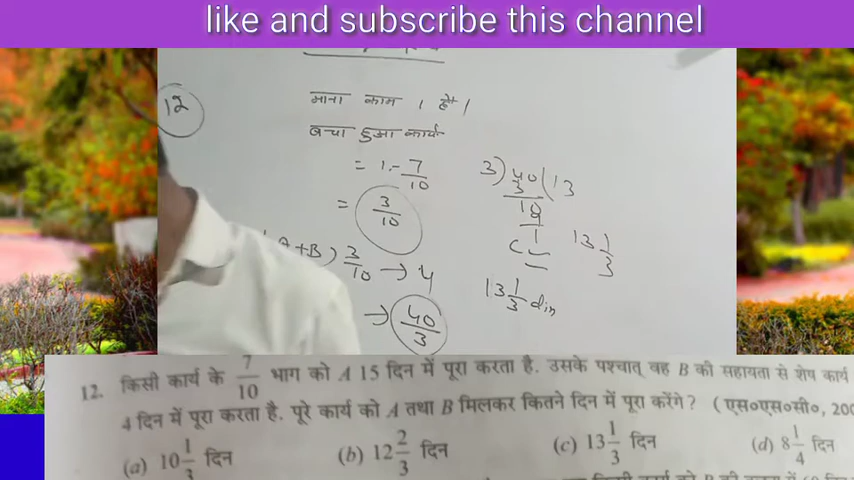 like and subscribe this channel
12
माना काम 1 है।
बचा हुआ कार्य
= 1 - 7/10
= 3/10
A+B) 3/10 → 4
→ 40/3
3) 40 (13
3
10
9
1
13 1/3
13 1/3 din
12. किसी कार्य के 7/10 भाग को A 15 दिन में पूरा करता है. उसके पश्चात् वह B की सहायता से शेष कार्य
4 दिन में पूरा करता है. पूरे कार्य को A तथा B मिलकर कितने दिन में पूरा करेंगे? (एस०एस०सी०, 200
(a) 10 1/3 दिन (b) 12 2/3 दिन (c) 13 1/3 दिन (d) 8 1/4 दिन